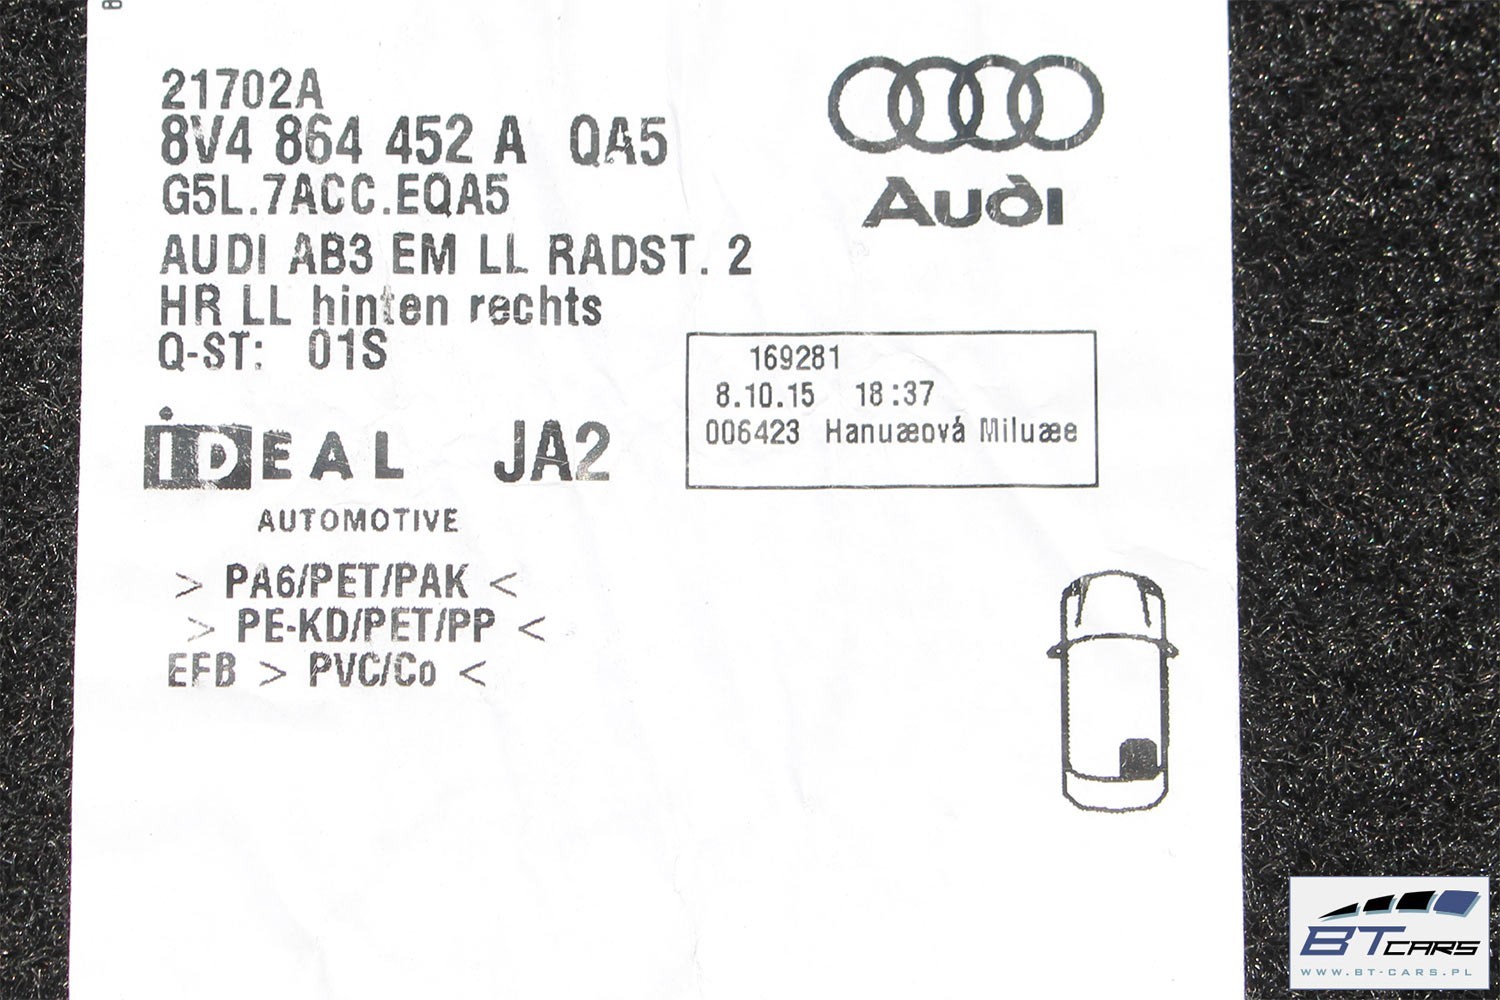 21702A
8V4 864 452 A QA5
G5L.7ACC.EQA5
AUDI AB3 EM LL RADST. 2
HR LL hinten rechts
Q-ST: 01S
Audi
169281
8.10.15 18:37
006423 Hanuæová Miluæe
iDEAL JA2
AUTOMOTIVE
> PA6/PET/PAK <
> PE-KD/PET/PP <
EFB > PVC/Co <
BTcars
WWW.BT-CARS.PL